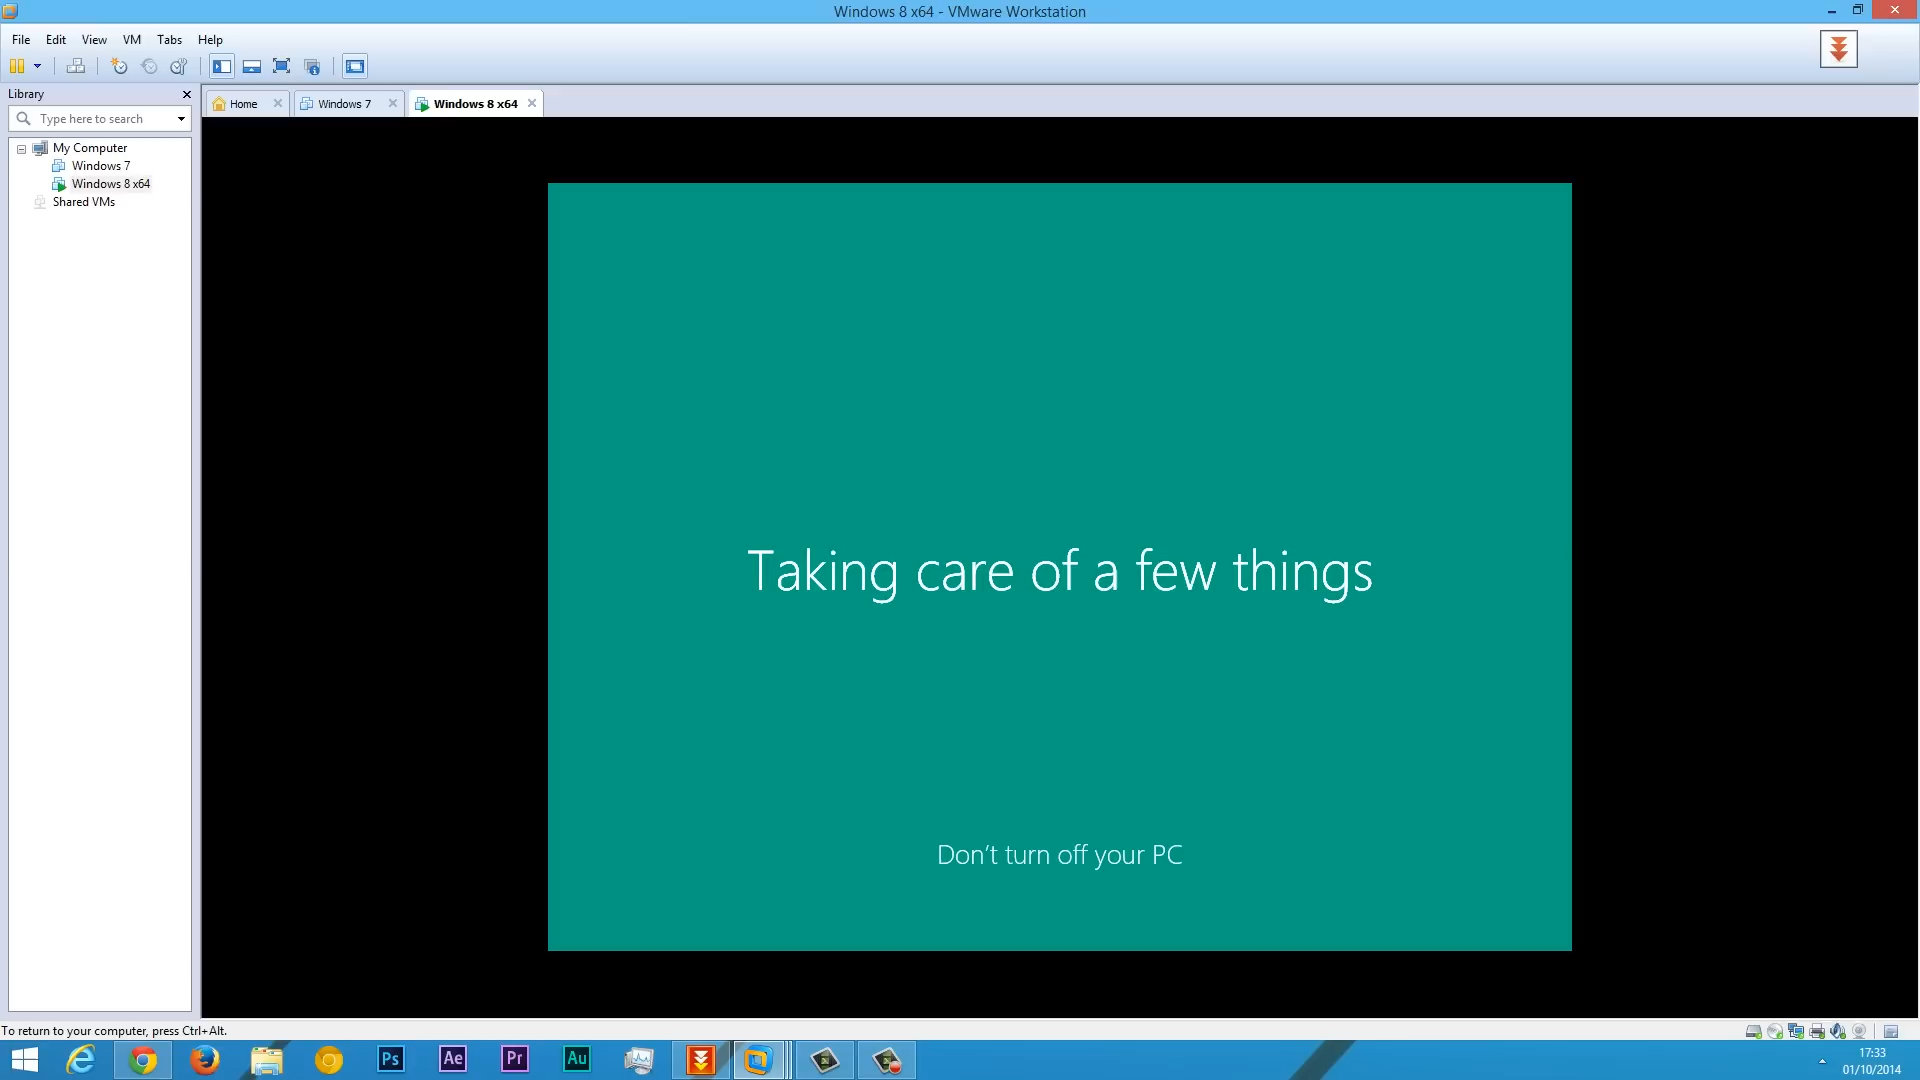 Windows 8 x64 - VMware Workstation
File Edit View VM Tabs Help
Library
Type here to search
My Computer
Windows 7
Windows 8 x64
Shared VMs
Home
Windows 7
Windows 8 x64
Taking care of a few things
Don't turn off your PC
To return to your computer, press Ctrl+Alt.
Ps
Ae
Pr
Au
17:33
01/10/2014